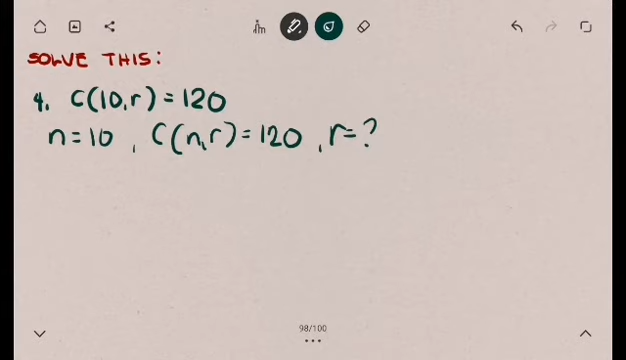 SOLVE THIS:
4. C(10,r) = 120
n = 10 , C(n,r) = 120 , r = ?
98/100